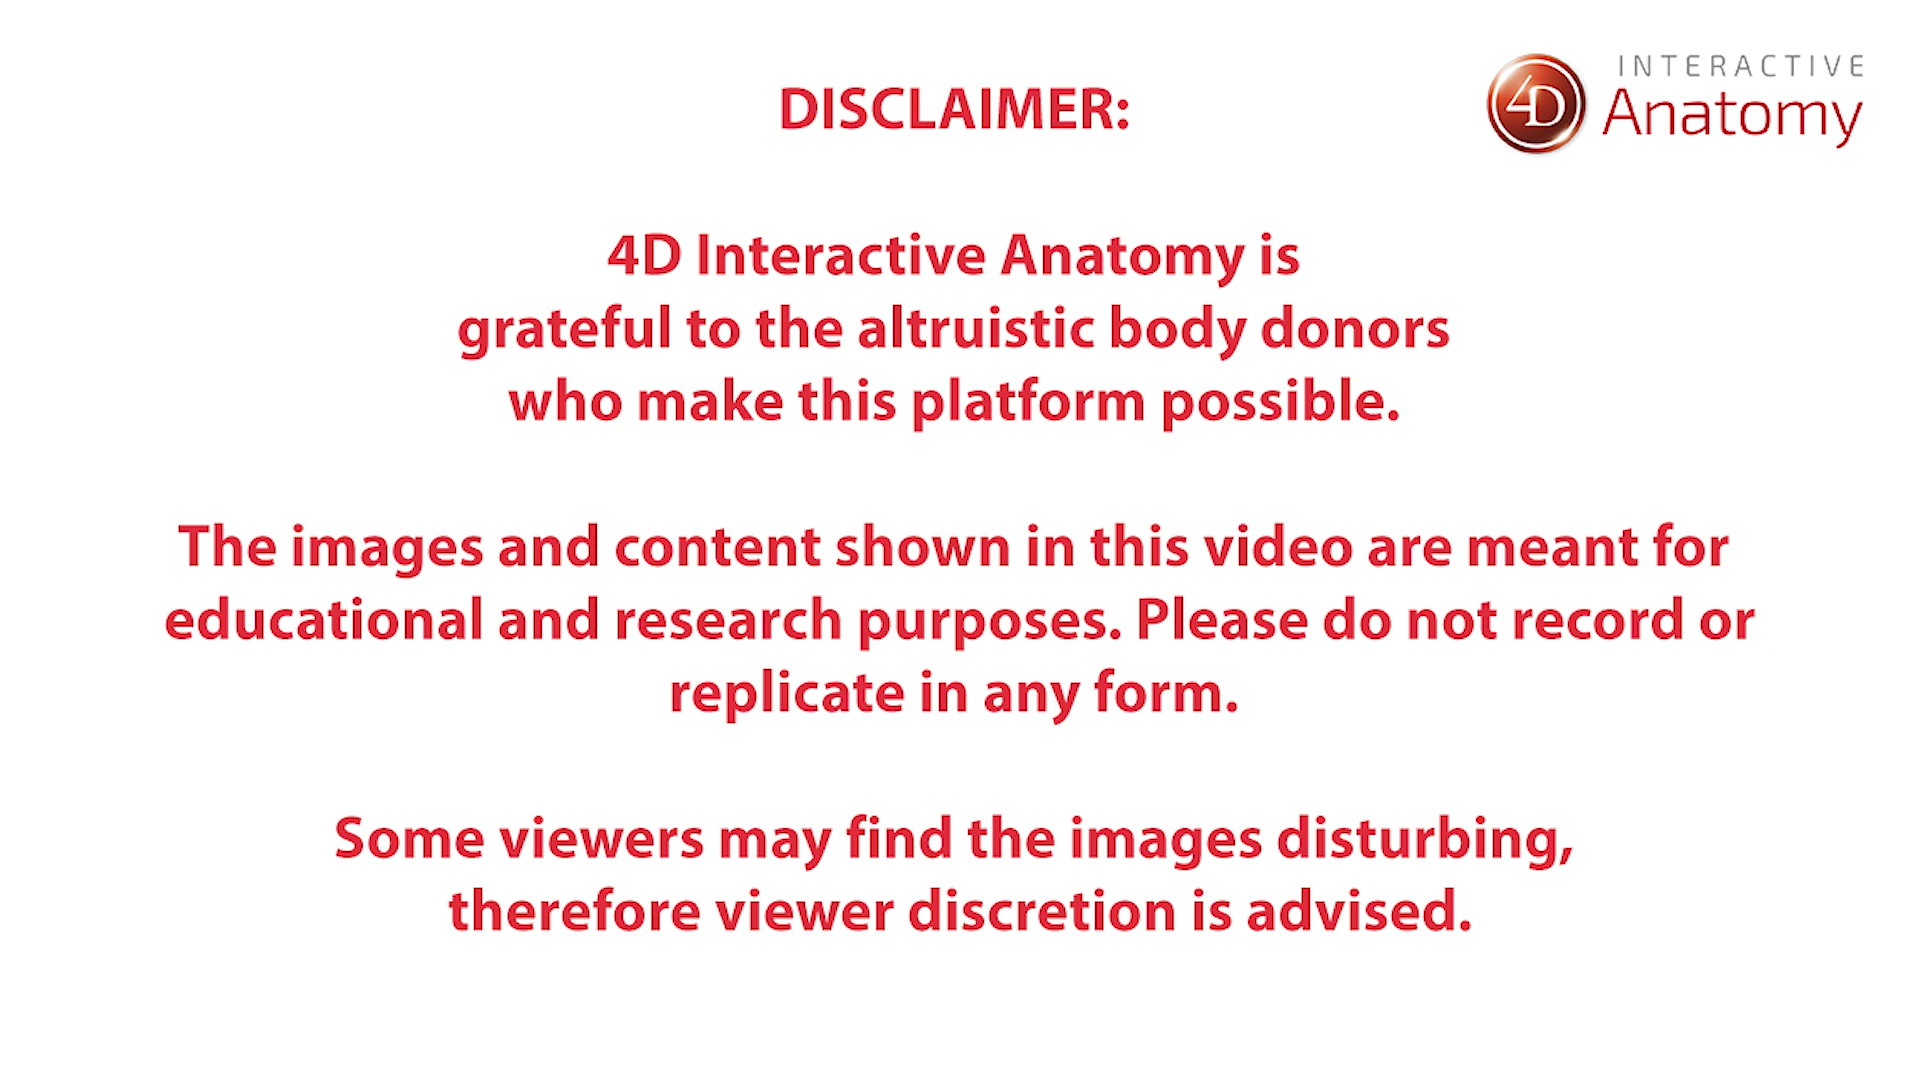 DISCLAIMER:
4D INTERACTIVE
Anatomy
4D Interactive Anatomy is
grateful to the altruistic body donors
who make this platform possible.
The images and content shown in this video are meant for
educational and research purposes. Please do not record or
replicate in any form.
Some viewers may find the images disturbing,
therefore viewer discretion is advised.